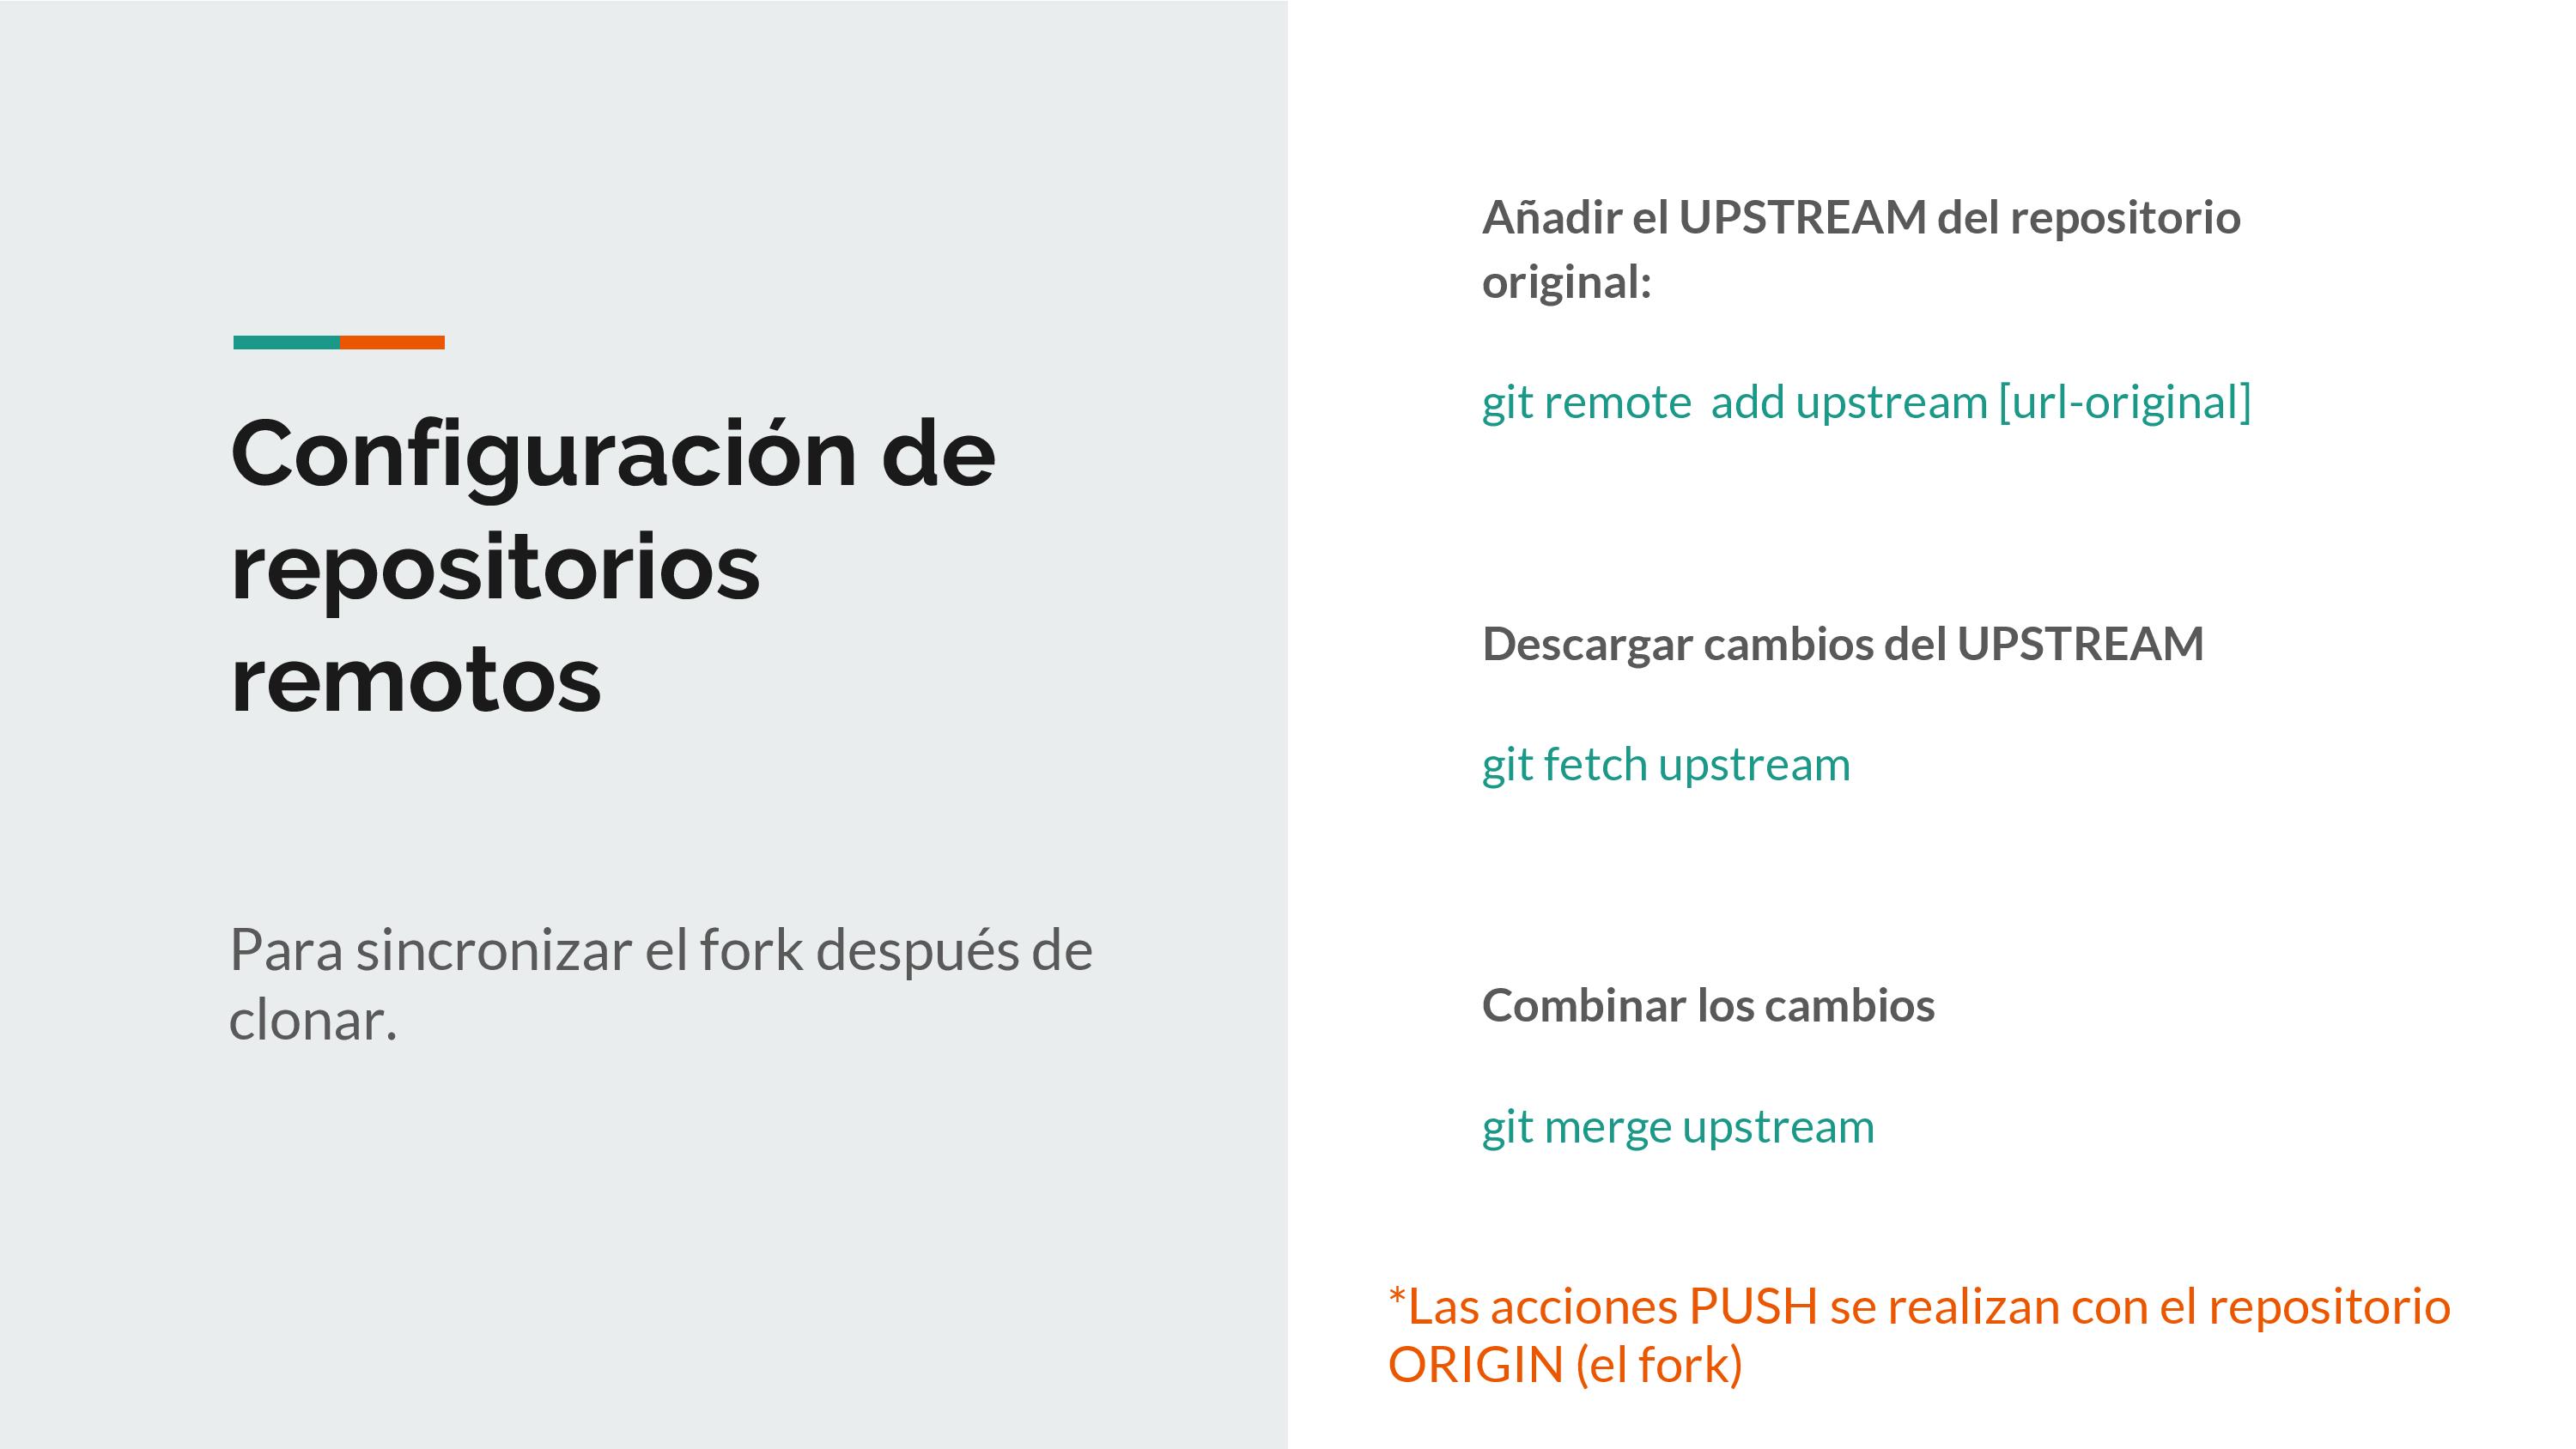 Configuración de
repositorios
remotos
Para sincronizar el fork después de
clonar.
Añadir el UPSTREAM del repositorio
original:
git remote  add upstream [url-original]
Descargar cambios del UPSTREAM
git fetch upstream
Combinar los cambios
git merge upstream
*Las acciones PUSH se realizan con el repositorio
ORIGIN (el fork)